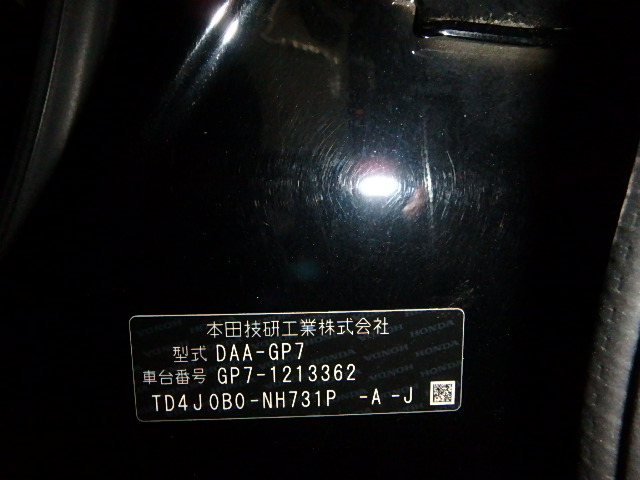 本田技研工業株式会社
型式 DAA-GP7
車台番号 GP7-1213362
TD4J0B0-NH731P -A -J